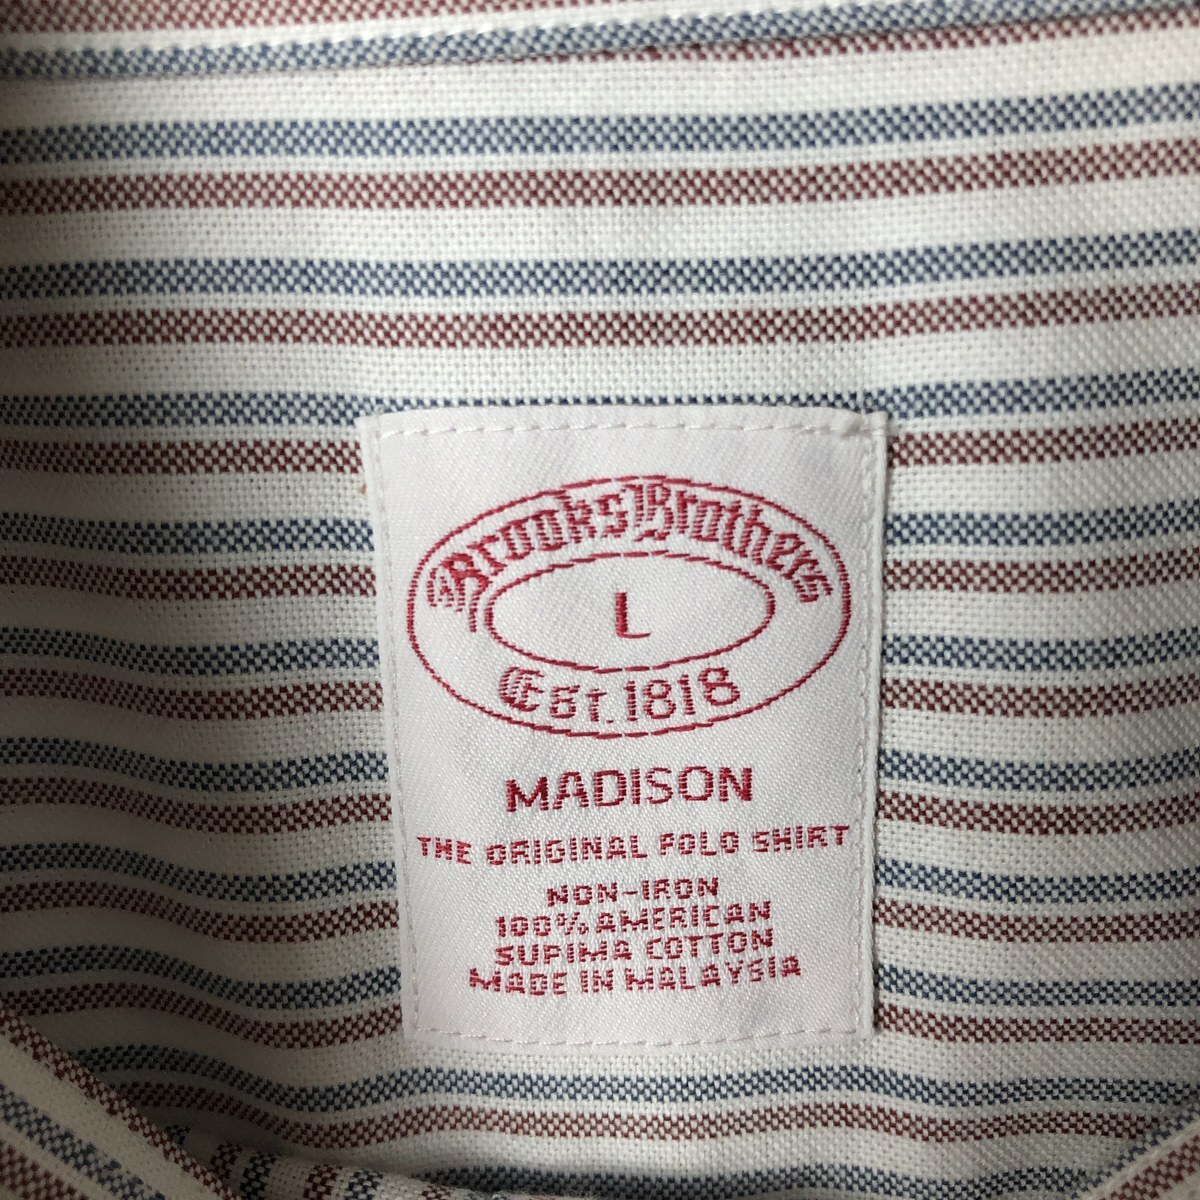 Brooks Brothers
L
Est. 1818
MADISON
THE ORIGINAL POLO SHIRT
NON-IRON
100% AMERICAN
SUPIMA COTTON
MADE IN MALAYSIA